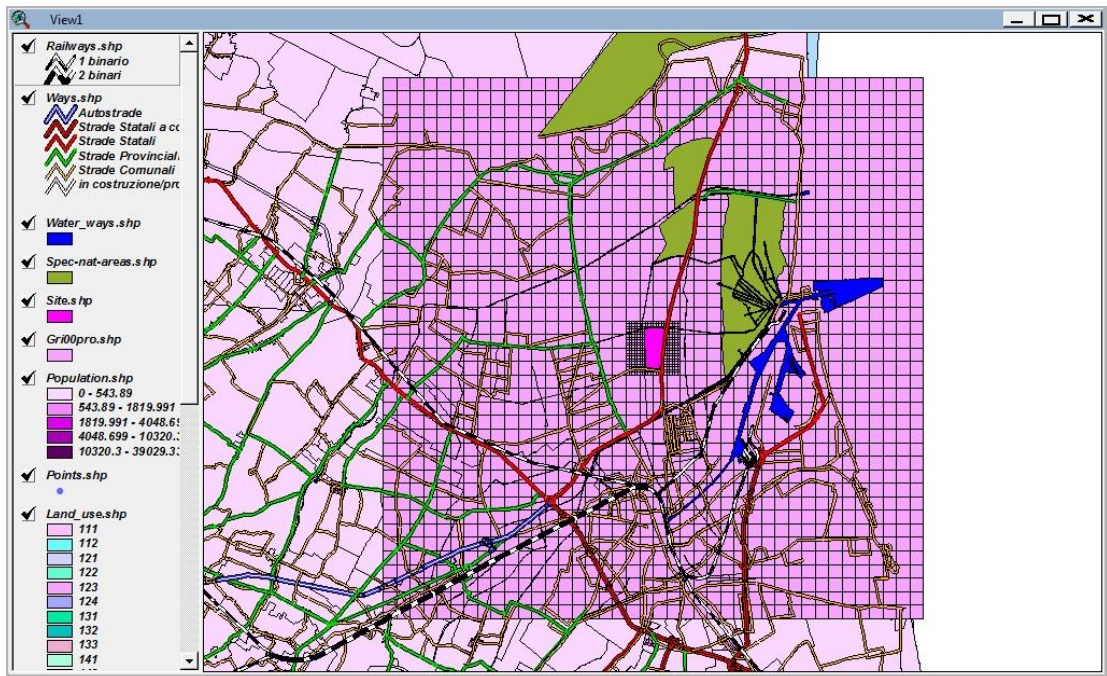 View1
Railways.shp
1 binario
2 binari
Ways.shp
Autostrade
Strade Statali a co
Strade Statali
Strade Provinciali
Strade Comunali
in costruzione/pro
Water_ways.shp
Spec-nat-areas.shp
Site.shp
Gri00pro.shp
Population.shp
0 - 543.89
543.89 - 1819.991
1819.991 - 4048.69
4048.699 - 10320.3
10320.3 - 39029.33
Points.shp
Land_use.shp
111
112
121
122
123
124
131
132
133
141